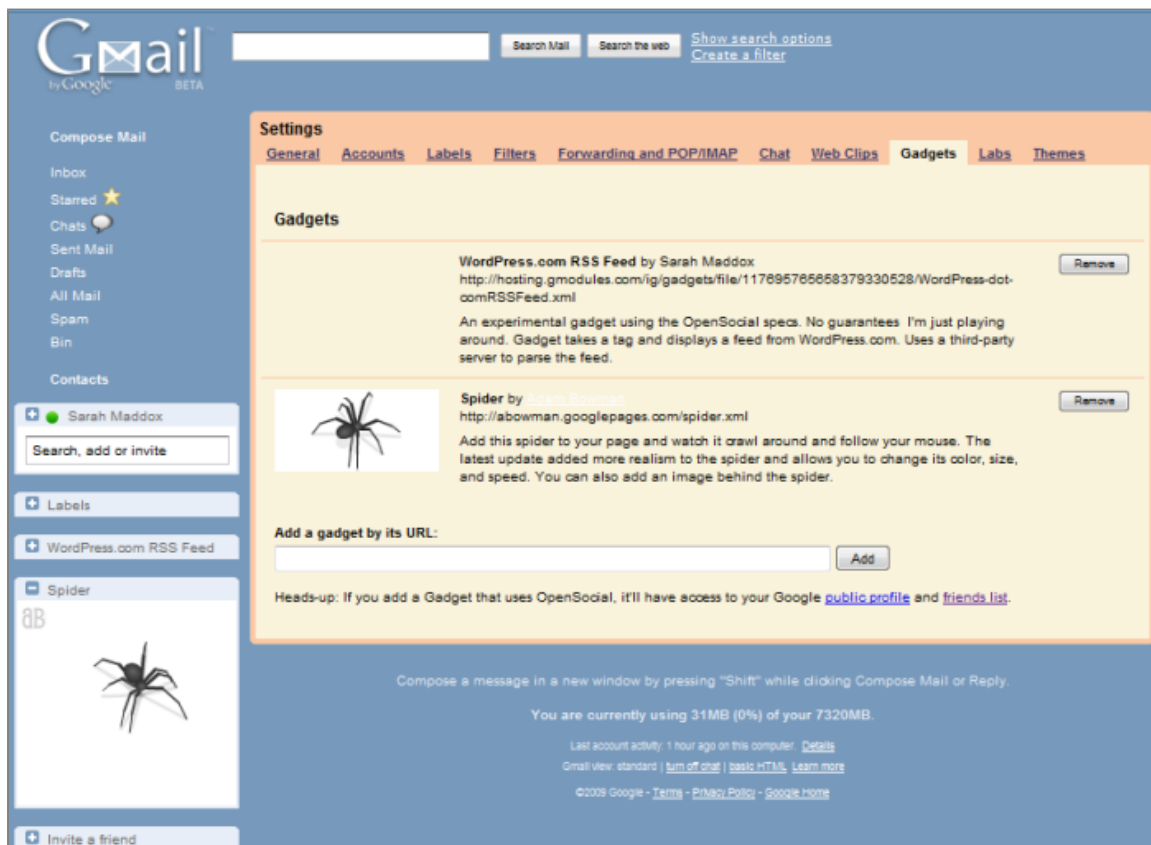 Gmail
by Google BETA
Search Mail Search the web Show search options
Create a filter
Compose Mail
Inbox
Starred
Chats
Sent Mail
Drafts
All Mail
Spam
Bin
Contacts
Sarah Maddox
Search, add or invite
Labels
WordPress.com RSS Feed
Spider
Invite a friend
Settings
General Accounts Labels Filters Forwarding and POP/IMAP Chat Web Clips Gadgets Labs Themes
Gadgets
WordPress.com RSS Feed by Sarah Maddox Remove
http://hosting.gmodules.com/ig/gadgets/file/117695765658379330528/WordPress-dot-
comRSSFeed.xml
An experimental gadget using the OpenSocial specs. No guarantees I'm just playing
around. Gadget takes a tag and displays a feed from WordPress.com. Uses a third-party
server to parse the feed.
Spider by Adam Bowman Remove
http://abowman.googlepages.com/spider.xml
Add this spider to your page and watch it crawl around and follow your mouse. The
latest update added more realism to the spider and allows you to change its color, size,
and speed. You can also add an image behind the spider.
Add a gadget by its URL:
Add
Heads-up: If you add a Gadget that uses OpenSocial, it'll have access to your Google public profile and friends list.
Compose a message in a new window by pressing "Shift" while clicking Compose Mail or Reply.
You are currently using 31MB (0%) of your 7320MB.
Last account activity: 1 hour ago on this computer. Details
Gmail view: standard | turn off chat | basic HTML Learn more
©2009 Google - Terms - Privacy Policy - Google Home